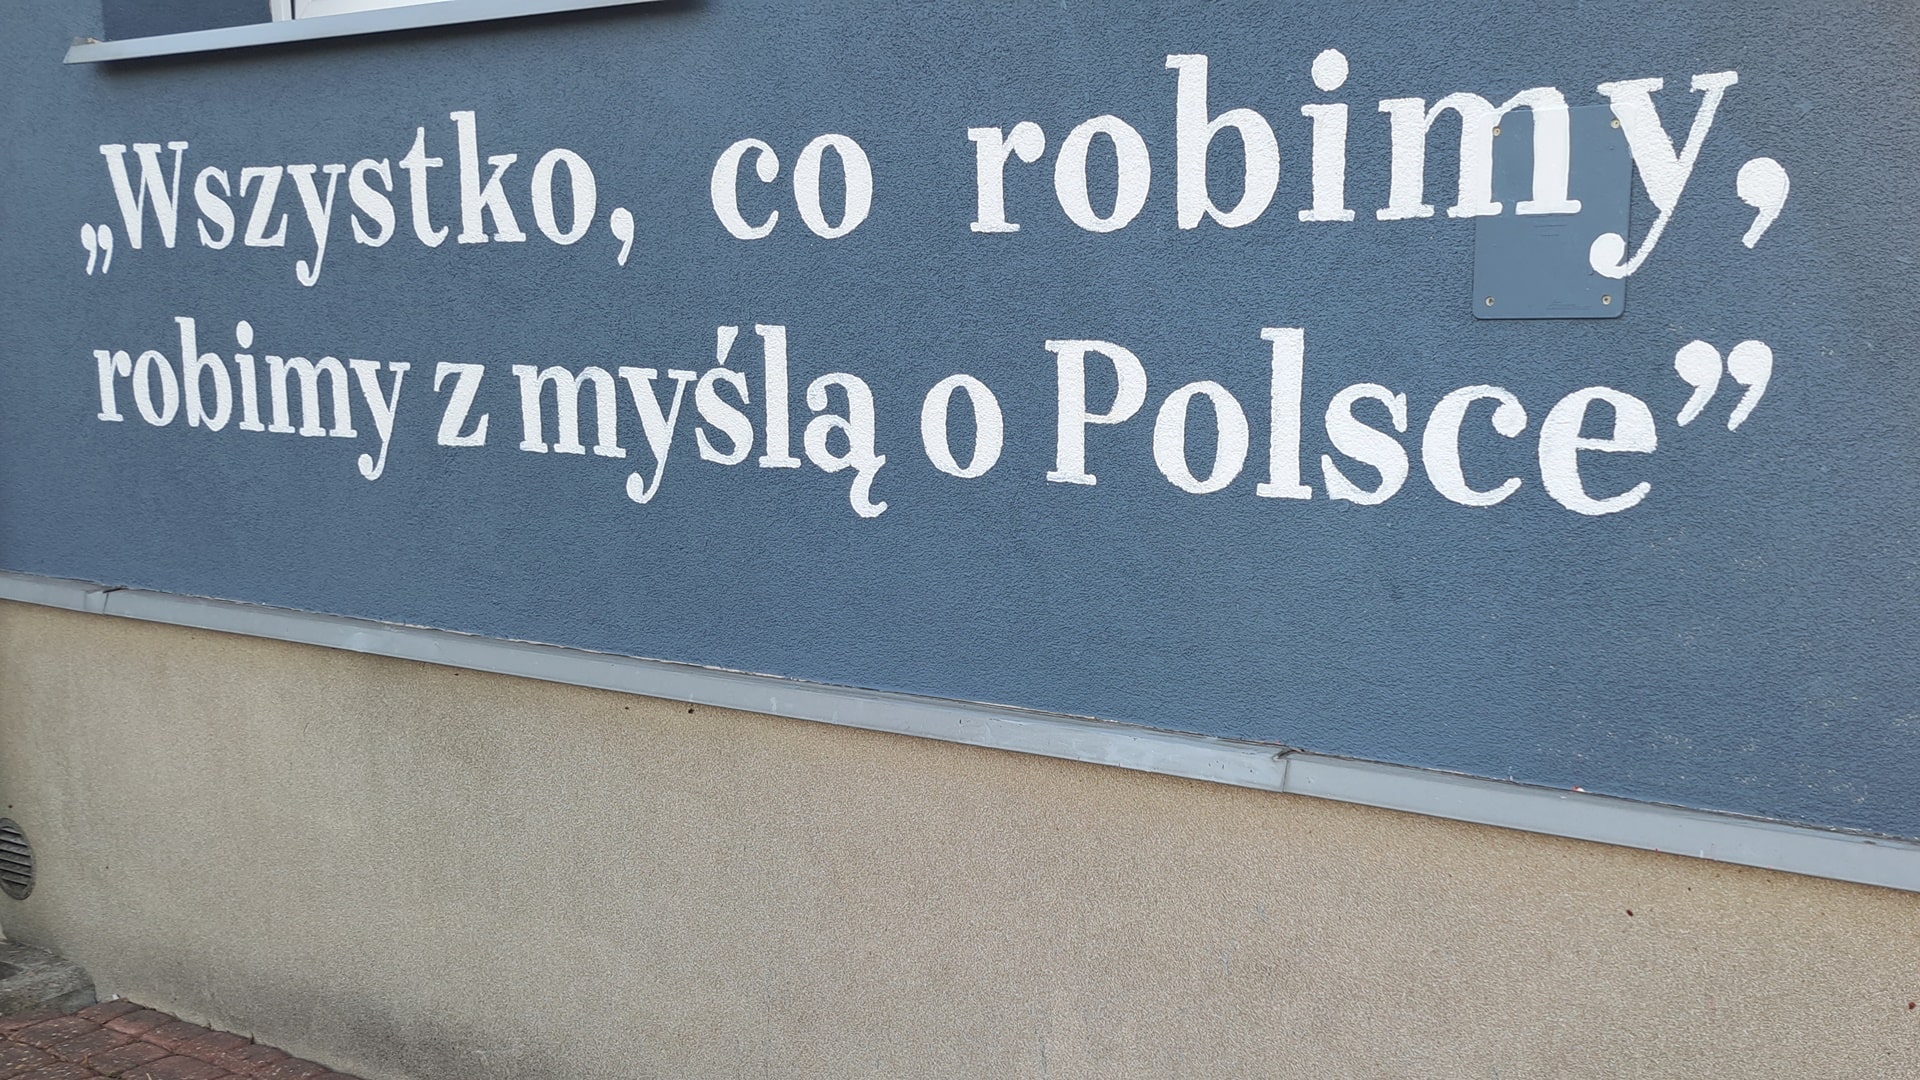 „Wszystko, co robimy,
robimy z myślą o Polsce”